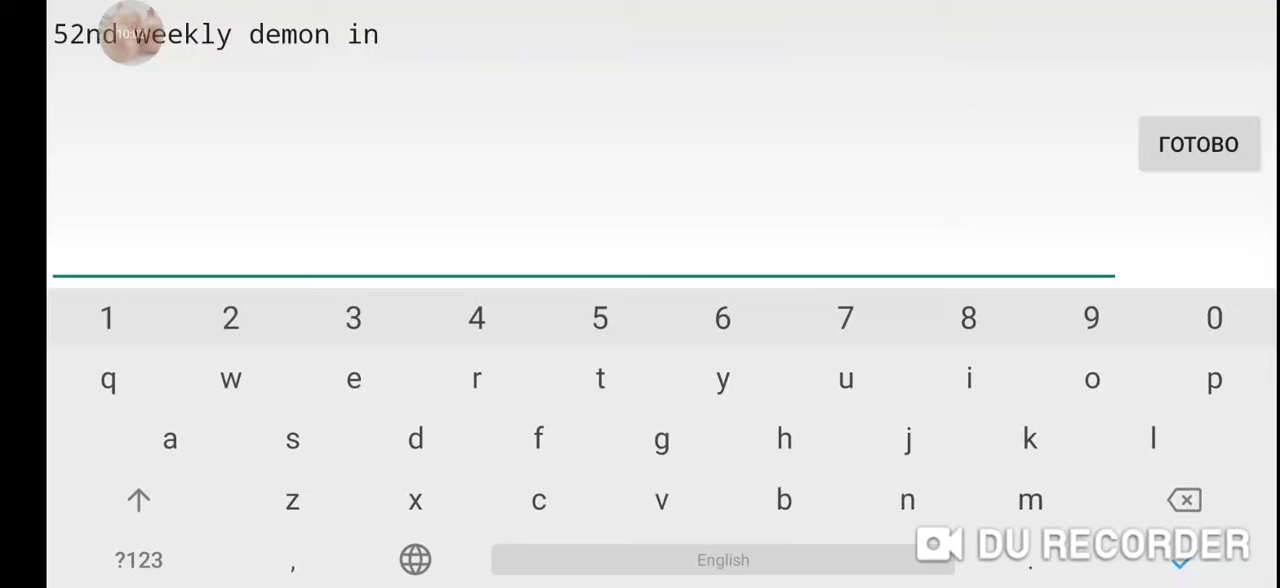 52nd weekly demon in
ГОТОВО
1 2 3 4 5 6 7 8 9 0
q w e r t y u i o p
a s d f g h j k l
z x c v b n m
?123 , English .
DU RECORDER